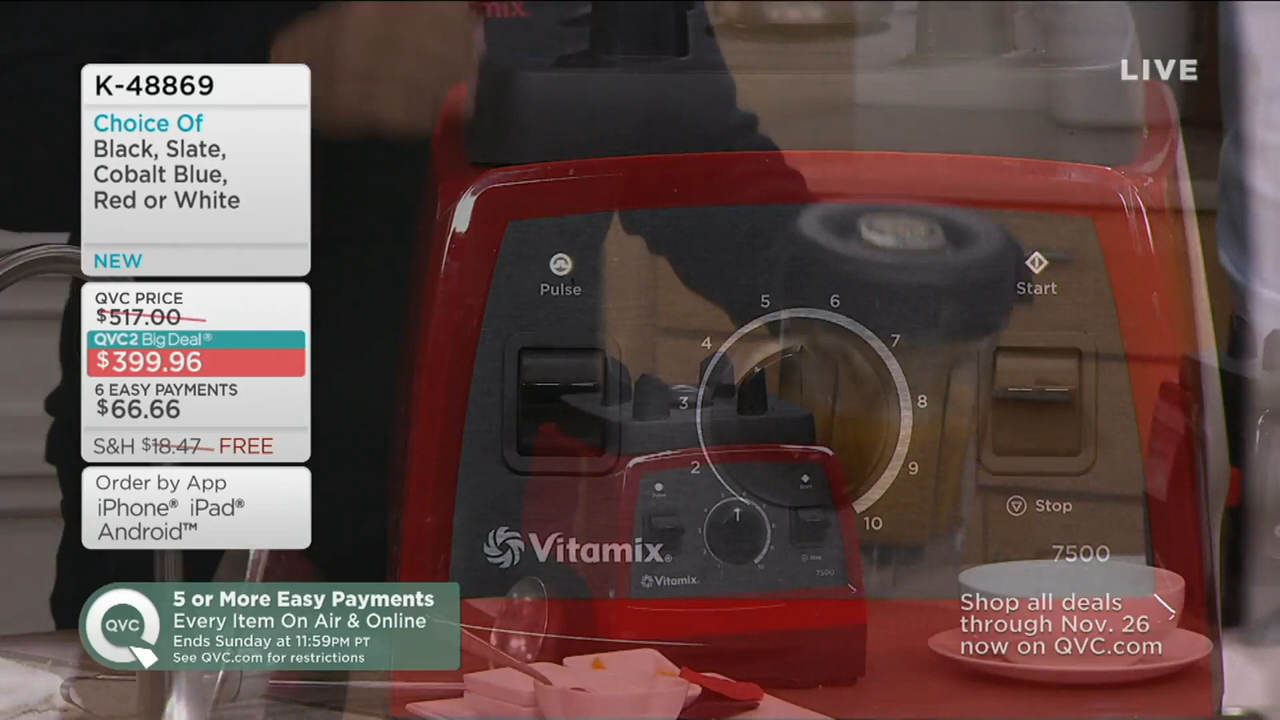 mix
LIVE
K-48869
Choice Of
Black, Slate,
Cobalt Blue,
Red or White
NEW
QVC PRICE
$517.00
QVC2 Big Deal®
$399.96
6 EASY PAYMENTS
$66.66
S&H $18.47 FREE
Order by App
iPhone® iPad®
Android™
QVC
5 or More Easy Payments
Every Item On Air & Online
Ends Sunday at 11:59PM PT
See QVC.com for restrictions
Pulse
Start
5 6
4 7
3 8
2 9
10
Stop
Vitamix®
7500
Vitamix.
7500
Shop all deals
through Nov. 26
now on QVC.com